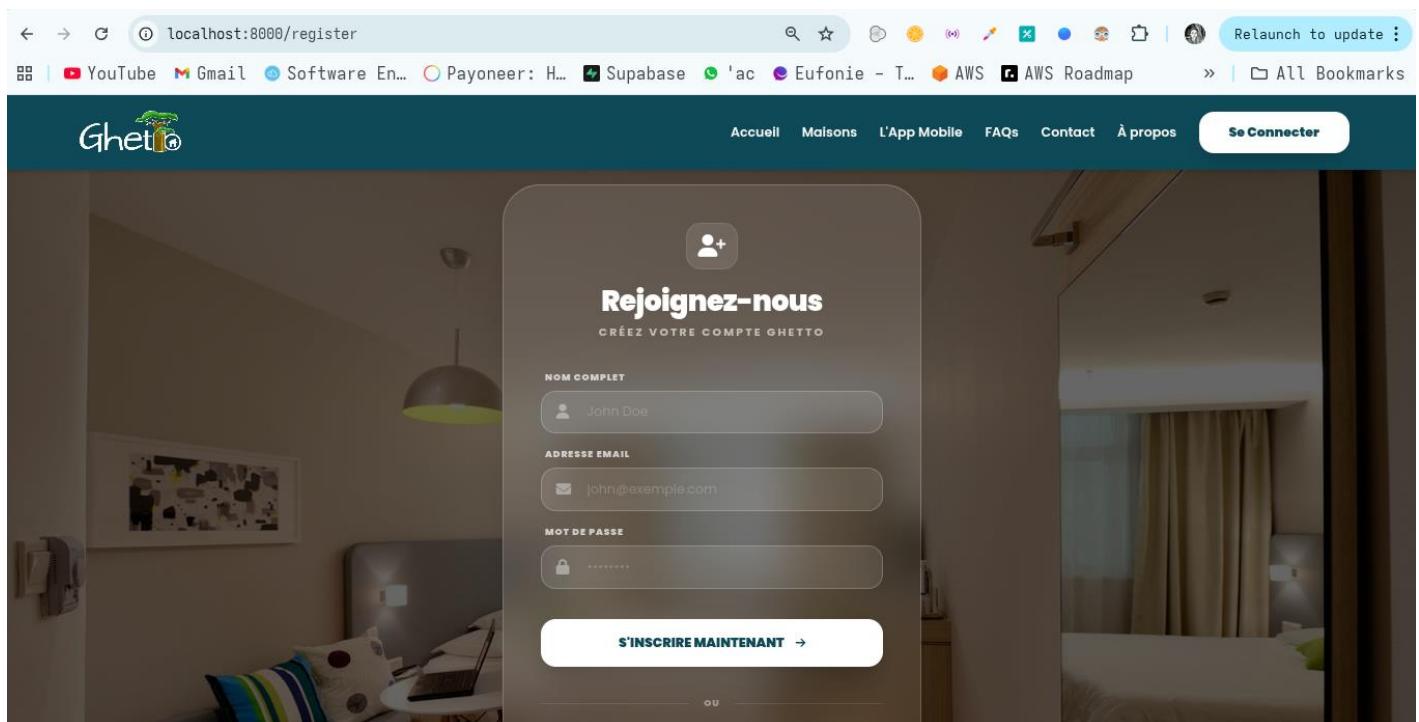 localhost:8000/register
Relaunch to update
YouTube Gmail Software En… Payoneer: H… Supabase 'ac Eufonie – T… AWS AWS Roadmap » All Bookmarks
Ghetto Accueil Maisons L'App Mobile FAQs Contact À propos Se Connecter
Rejoignez-nous
CRÉEZ VOTRE COMPTE GHETTO
NOM COMPLET
John Doe
ADRESSE EMAIL
john@exemple.com
MOT DE PASSE
••••••••
S'INSCRIRE MAINTENANT →
OU